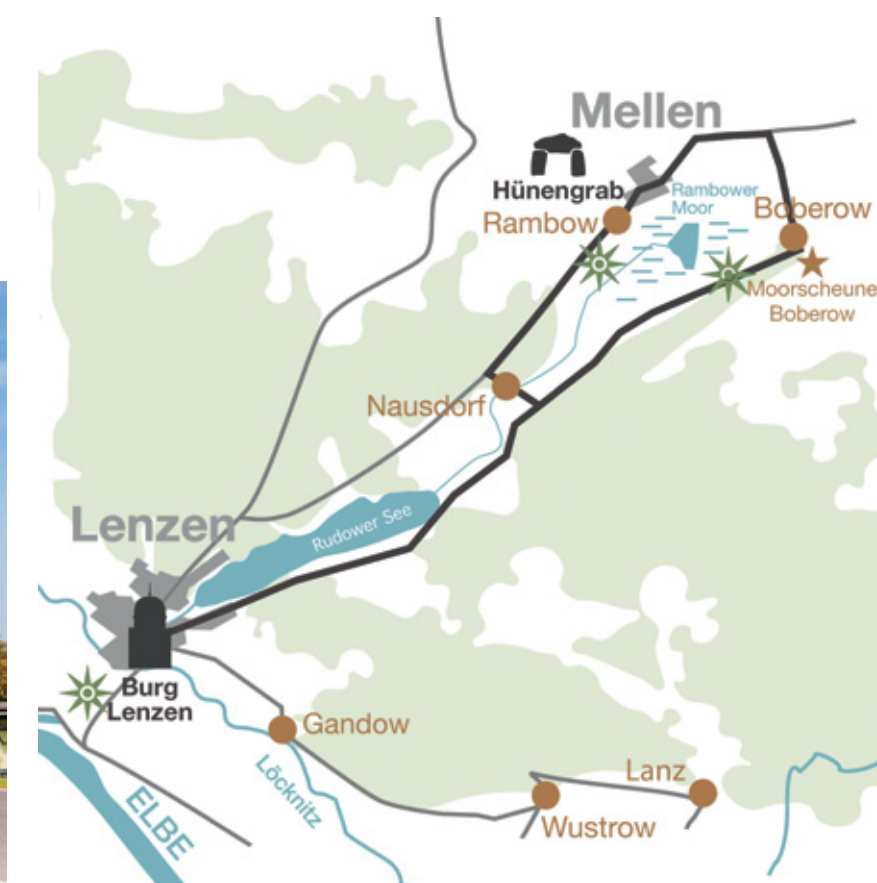 Mellen
Hünengrab
Rambow
Rambower
Moor
Boberow
Moorscheune
Boberow
Nausdorf
Lenzen
Rudower See
Burg
Lenzen
Gandow
Löcknitz
ELBE
Lanz
Wustrow